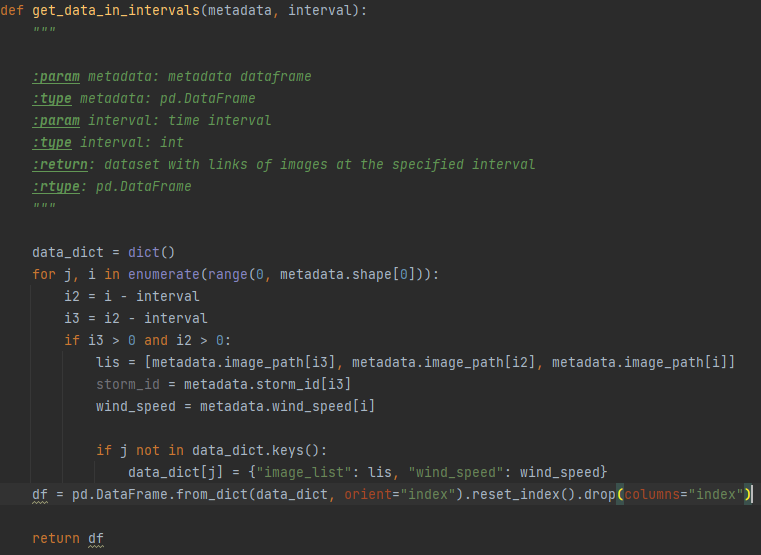 def get_data_in_intervals(metadata, interval):
    """

    :param metadata: metadata dataframe
    :type metadata: pd.DataFrame
    :param interval: time interval
    :type interval: int
    :return: dataset with links of images at the specified interval
    :rtype: pd.DataFrame
    """

    data_dict = dict()
    for j, i in enumerate(range(0, metadata.shape[0])):
        i2 = i - interval
        i3 = i2 - interval
        if i3 > 0 and i2 > 0:
            lis = [metadata.image_path[i3], metadata.image_path[i2], metadata.image_path[i]]
            storm_id = metadata.storm_id[i3]
            wind_speed = metadata.wind_speed[i]

            if j not in data_dict.keys():
                data_dict[j] = {"image_list": lis, "wind_speed": wind_speed}
    df = pd.DataFrame.from_dict(data_dict, orient="index").reset_index().drop(columns="index")

    return df